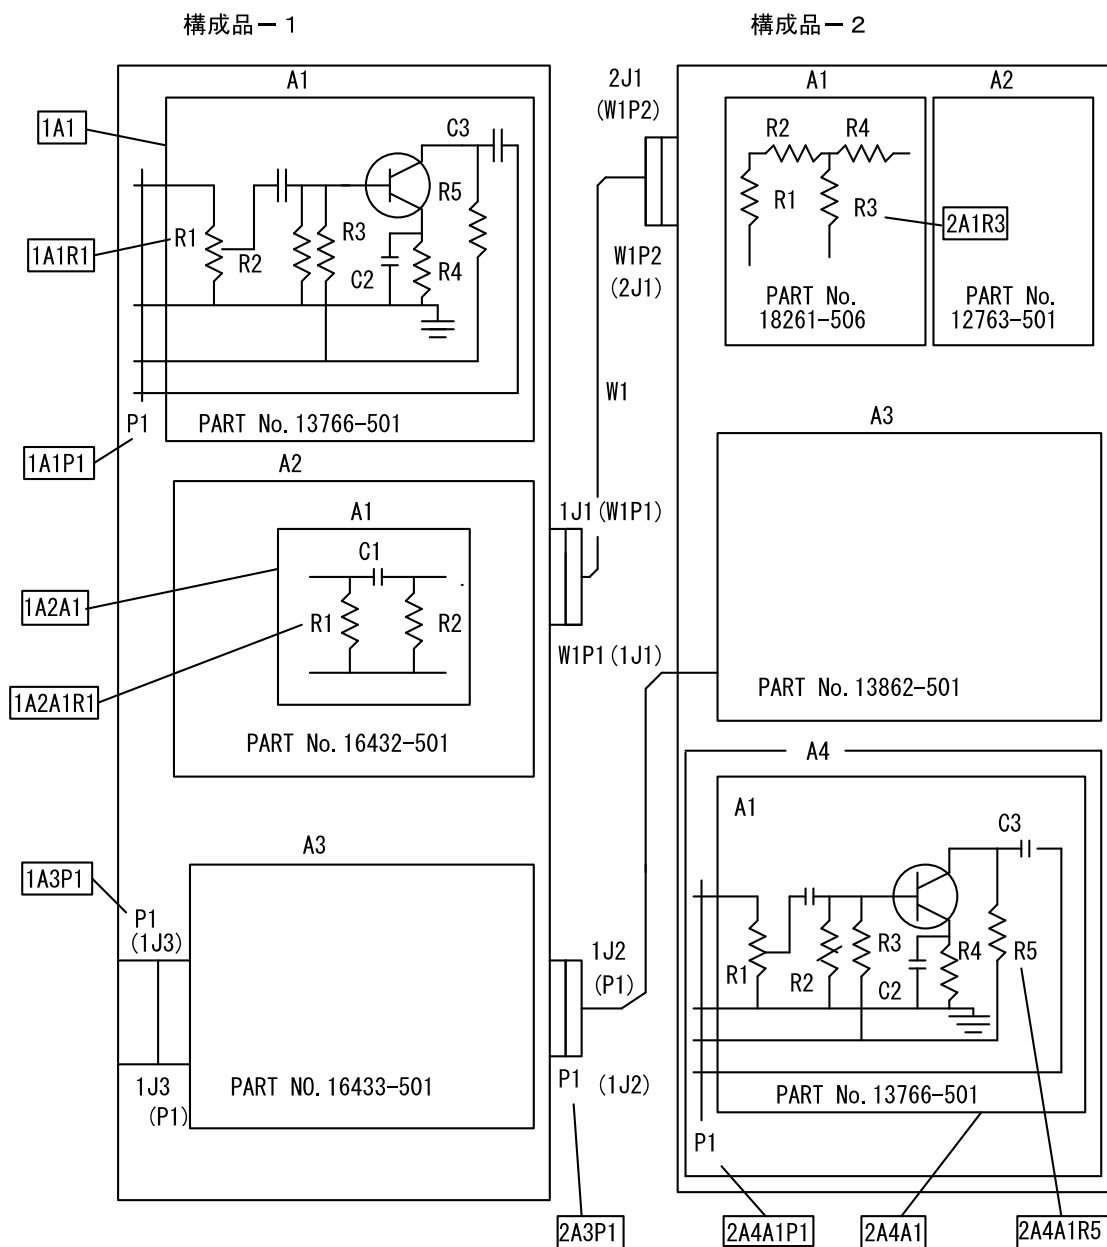 構成品－１
構成品－２
A1
1A1
C3
R5
R1
1A1R1
R2
R3
C2
R4
P1
PART No. 13766-501
1A1P1
A2
A1
C1
1A2A1
R1
R2
1A2A1R1
PART No. 16432-501
A3
1A3P1
P1
(1J3)
PART NO. 16433-501
1J3
(P1)
2J1
(W1P2)
W1P2
(2J1)
W1
1J1(W1P1)
W1P1(1J1)
1J2
(P1)
P1
(1J2)
2A3P1
A1
A2
R2
R4
R1
R3
2A1R3
PART No.
18261-506
PART No.
12763-501
A3
PART No. 13862-501
A4
A1
C3
R1
R2
R3
C2
R4
R5
PART No. 13766-501
P1
2A4A1P1
2A4A1
2A4A1R5